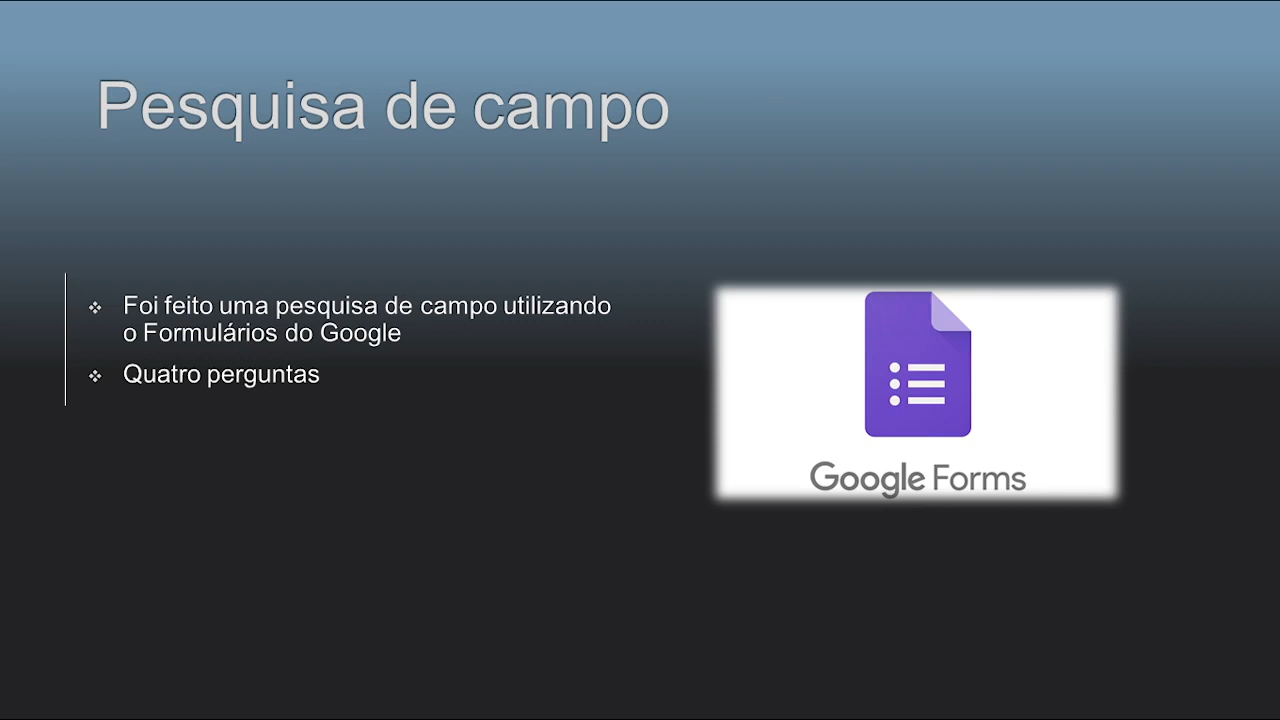 Pesquisa de campo
Foi feito uma pesquisa de campo utilizando
o Formulários do Google
Quatro perguntas
Google Forms